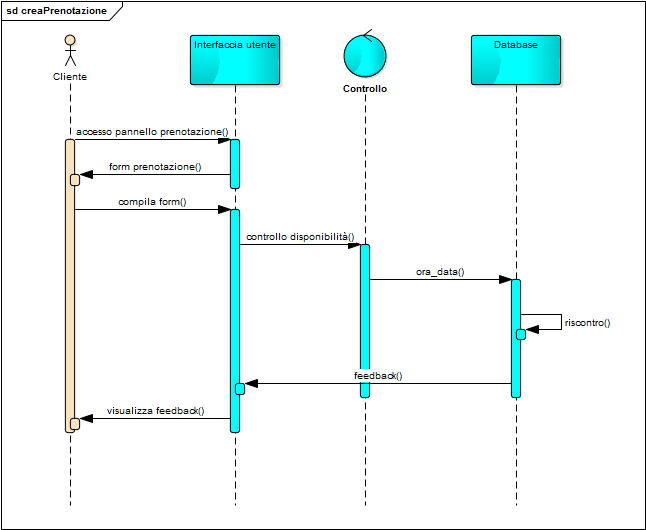 sd creaPrenotazione
Cliente
Interfaccia utente
Controllo
Database
accesso pannello prenotazione()
form prenotazione()
compila form()
controllo disponibilità()
ora_data()
riscontro()
feedback()
visualizza feedback()